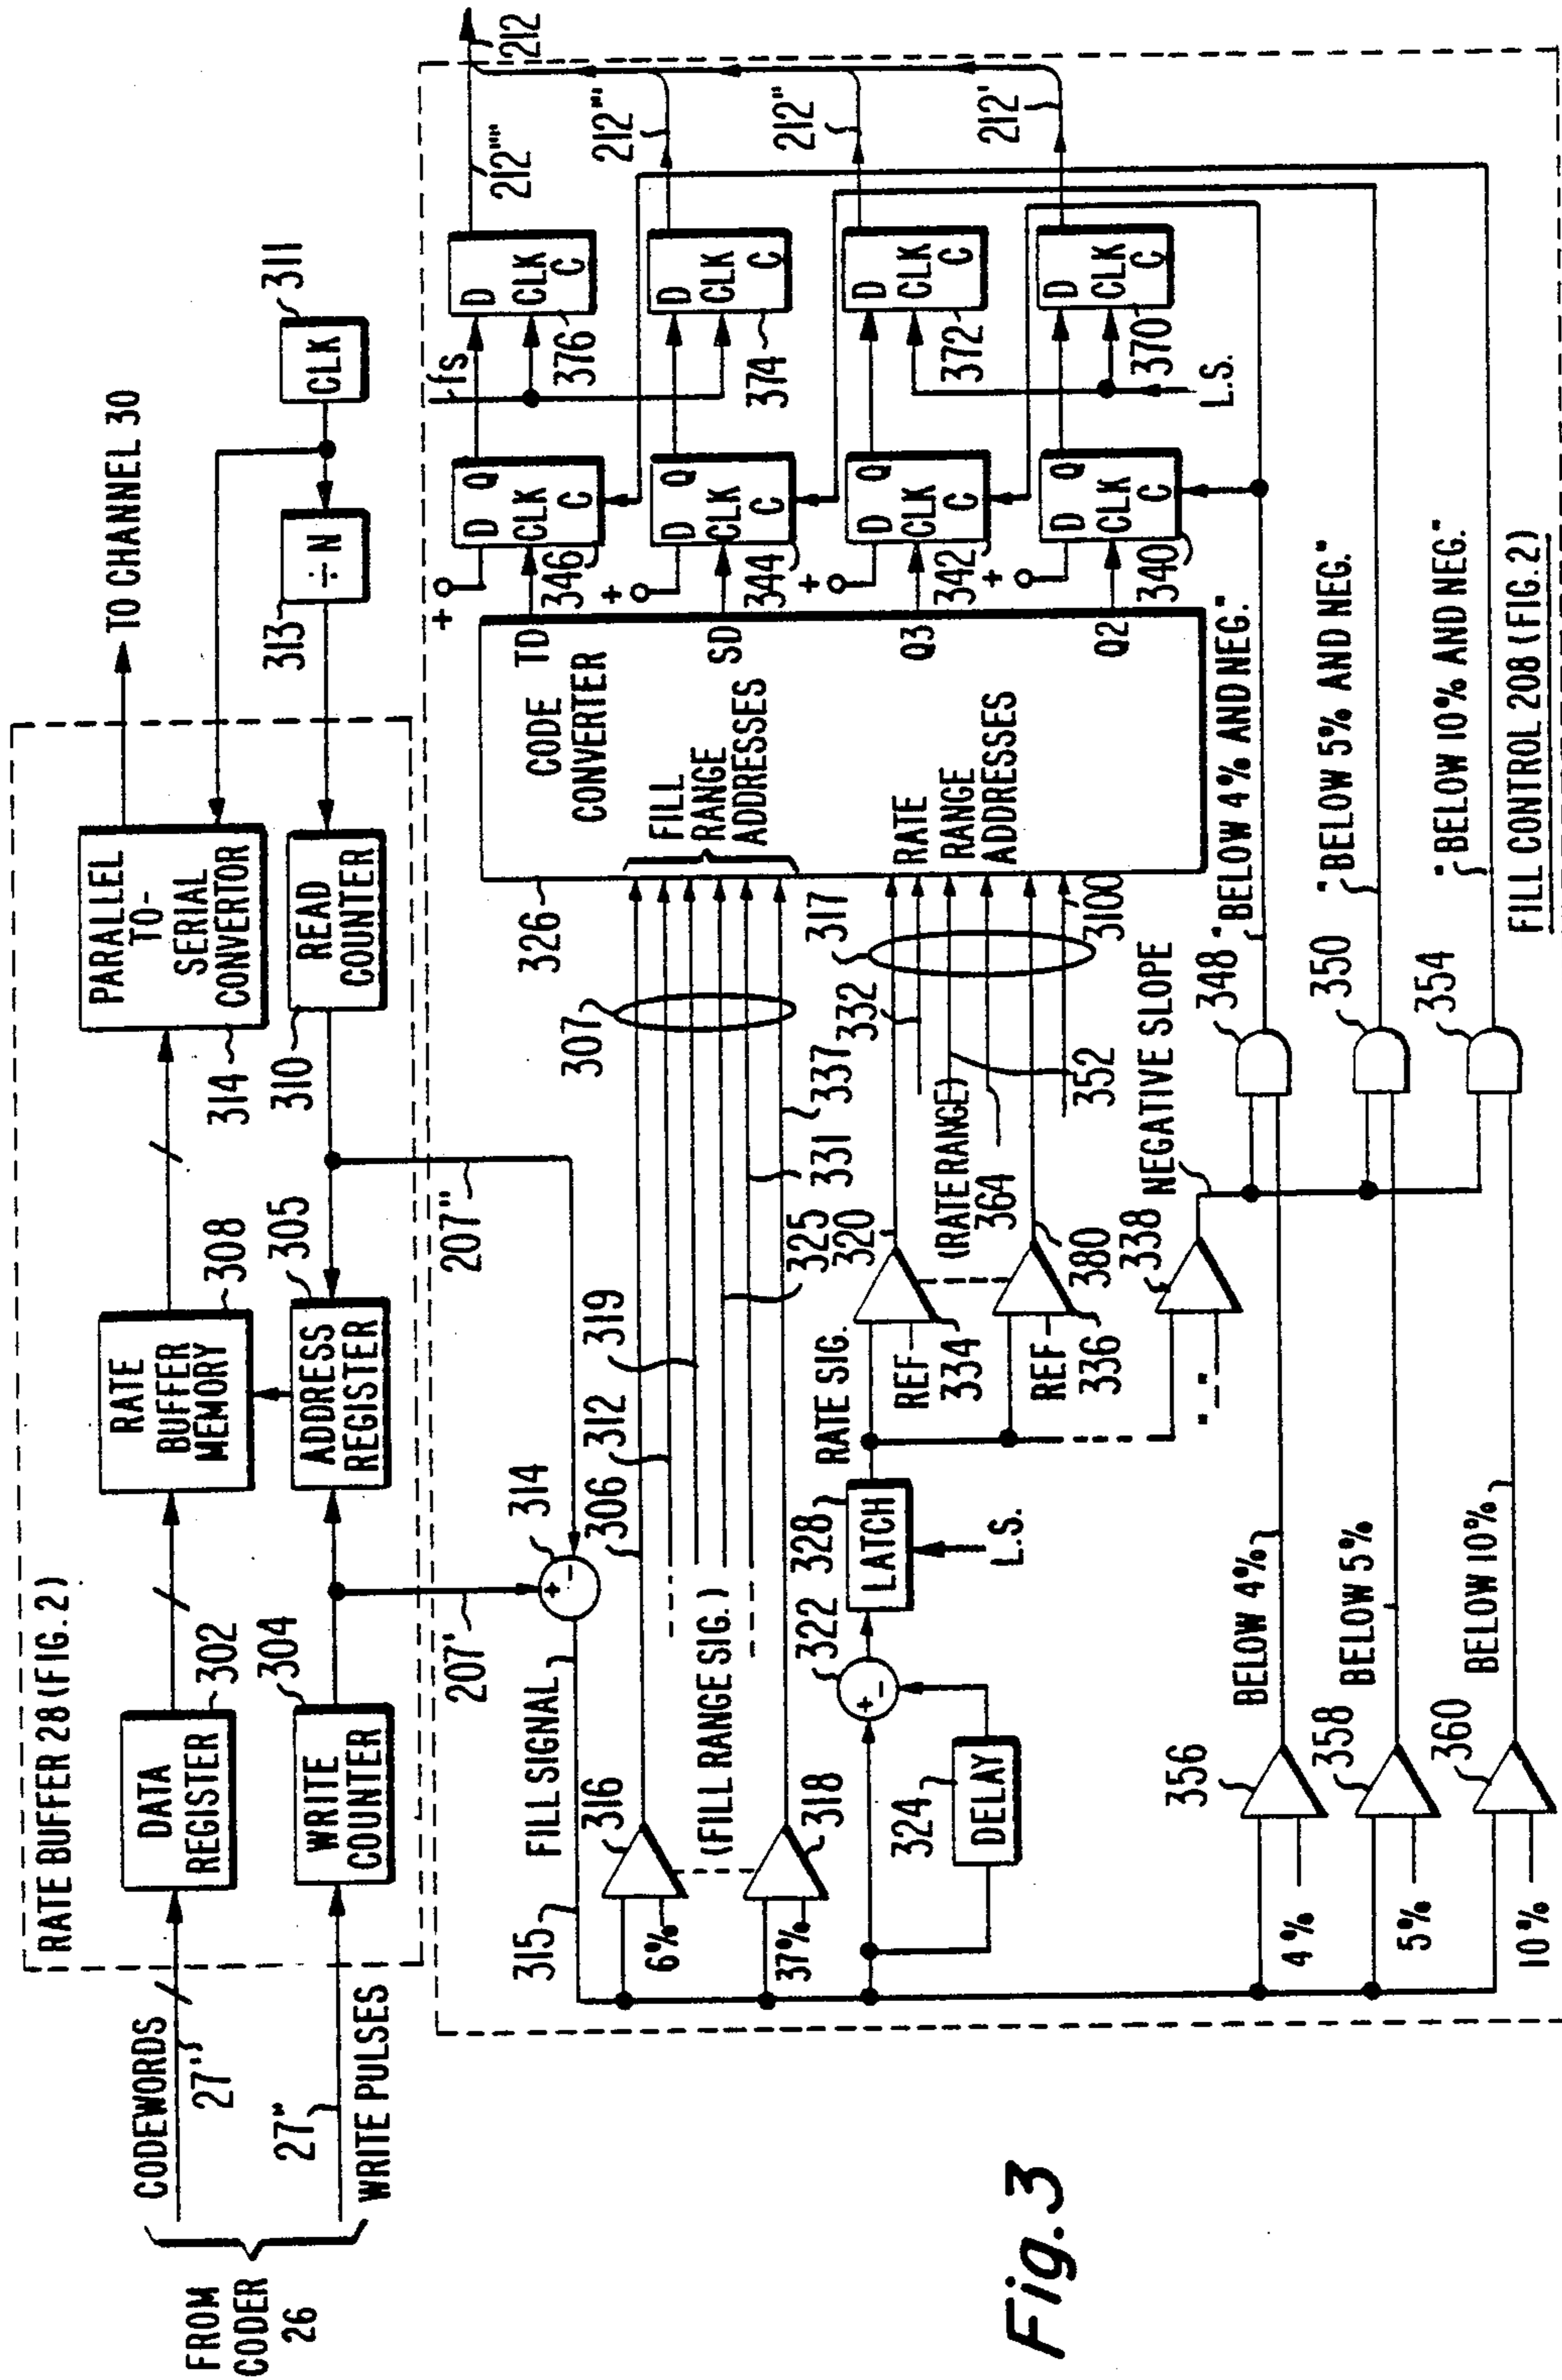 FROM
CODER
26
CODEWORDS
27'
27"
WRITE PULSES
RATE BUFFER 28 (FIG. 2)
DATA
REGISTER
302
WRITE
COUNTER
304
RATE
BUFFER
MEMORY
308
ADDRESS
REGISTER
305
PARALLEL
TO-
SERIAL
CONVERTOR
314
READ
COUNTER
310
TO CHANNEL 30
÷N
313
CLK
311
207'
207"
315
FILL SIGNAL
314
+
-
316
6%
318
37%
(FILL RANGE SIG.)
306
312
319
325
331
337
307
326
CODE
CONVERTER
FILL
RANGE
ADDRESSES
RATE
RANGE
ADDRESSES
TD
SD
Q3
Q2
324
DELAY
322
+
-
328
LATCH
L.S.
RATE SIG.
REF
334
REF
336
320
(RATE RANGE)
364
380
332
352
317
3100
338
"-"
NEGATIVE SLOPE
356
4%
BELOW 4%
358
5%
BELOW 5%
360
10%
BELOW 10%
348
"BELOW 4% AND NEG."
350
"BELOW 5% AND NEG."
354
"BELOW 10% AND NEG."
+
D Q
CLK
C
346
+
D Q
CLK
C
344
+
D Q
CLK
C
342
+
D Q
CLK
C
340
fs
L.S.
D
CLK
C
376
D
CLK
C
374
D
CLK
C
372
D
CLK
C
370
212""
212"'
212"
212'
212
FILL CONTROL 208 (FIG. 2)
Fig. 3